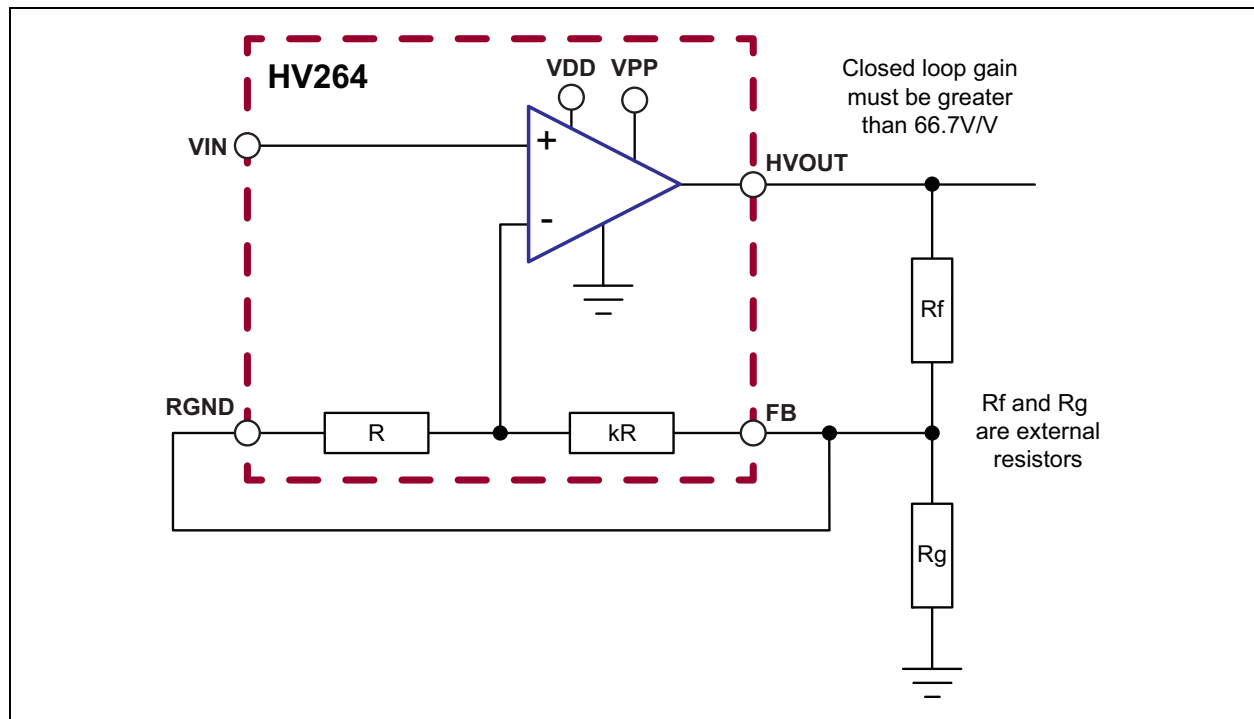 HV264
VDD
VPP
Closed loop gain
must be greater
than 66.7V/V
VIN
+
HVOUT
-
Rf
RGND
R
kR
FB
Rf and Rg
are external
resistors
Rg